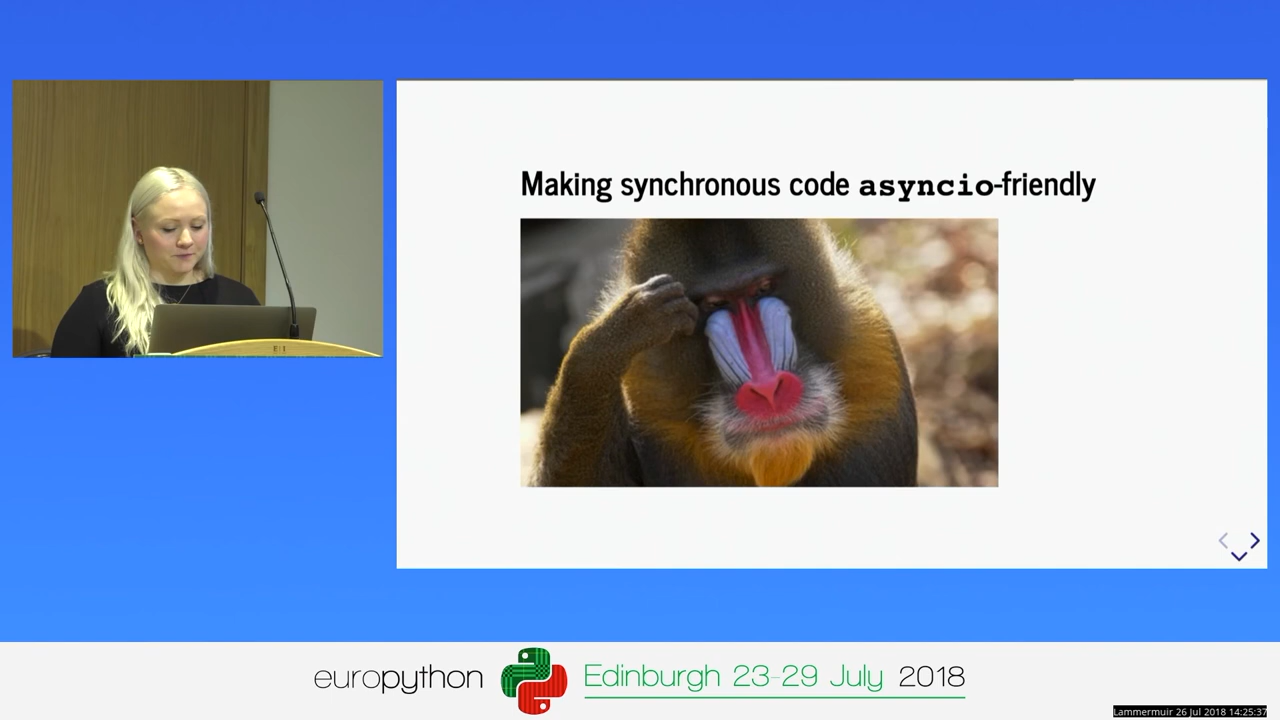 Making synchronous code asyncio-friendly
europython Edinburgh 23-29 July 2018
Lammermuir 26 Jul 2018 14:25:37